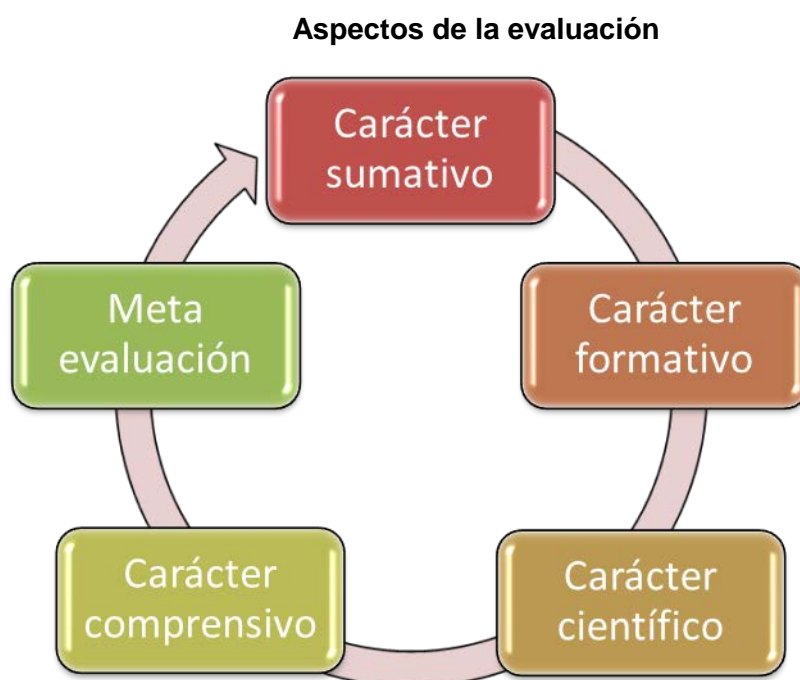 Aspectos de la evaluación
Carácter
sumativo
Carácter
formativo
Carácter
científico
Carácter
comprensivo
Meta
evaluación